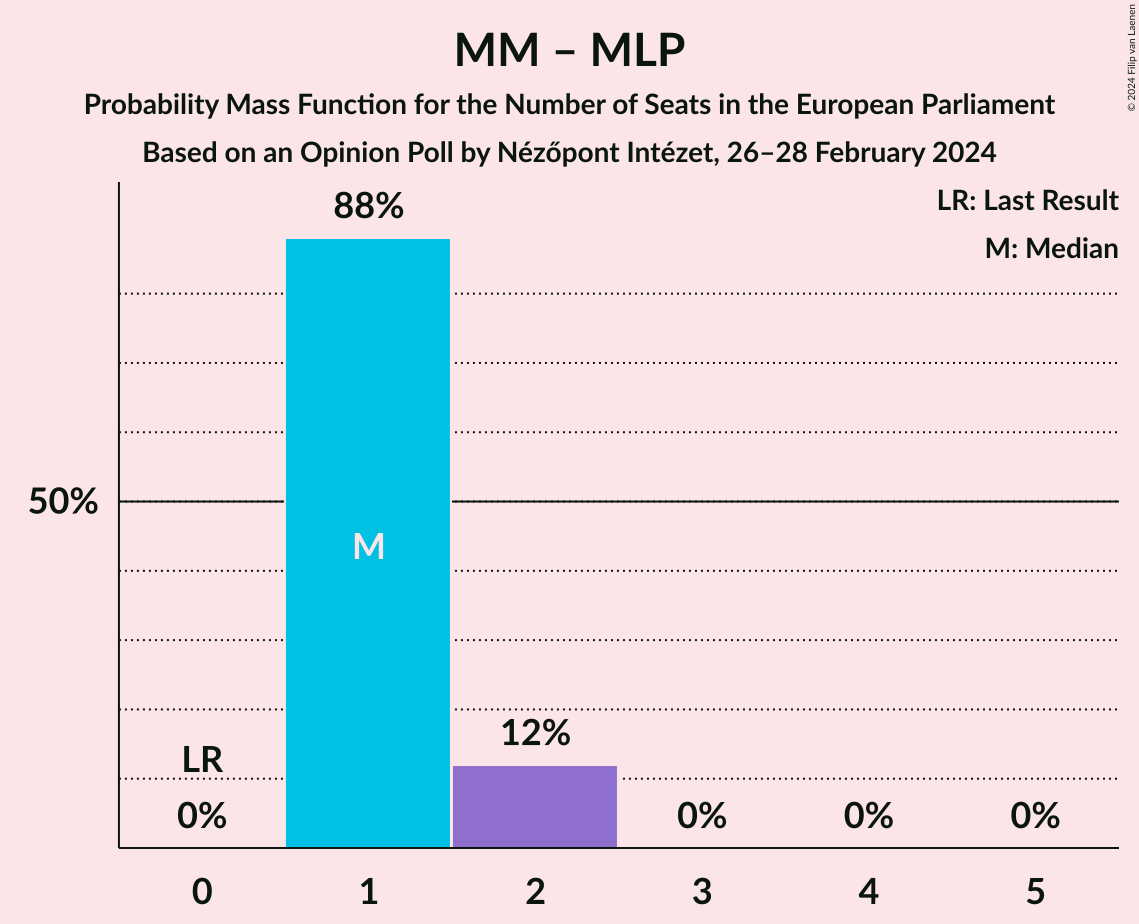 MM – MLP
Probability Mass Function for the Number of Seats in the European Parliament
Based on an Opinion Poll by Nézőpont Intézet, 26–28 February 2024
© 2024 Filip van Laenen
LR: Last Result
M: Median
88%
50%
M
12%
LR
0%
0%
0%
0%
0 1 2 3 4 5